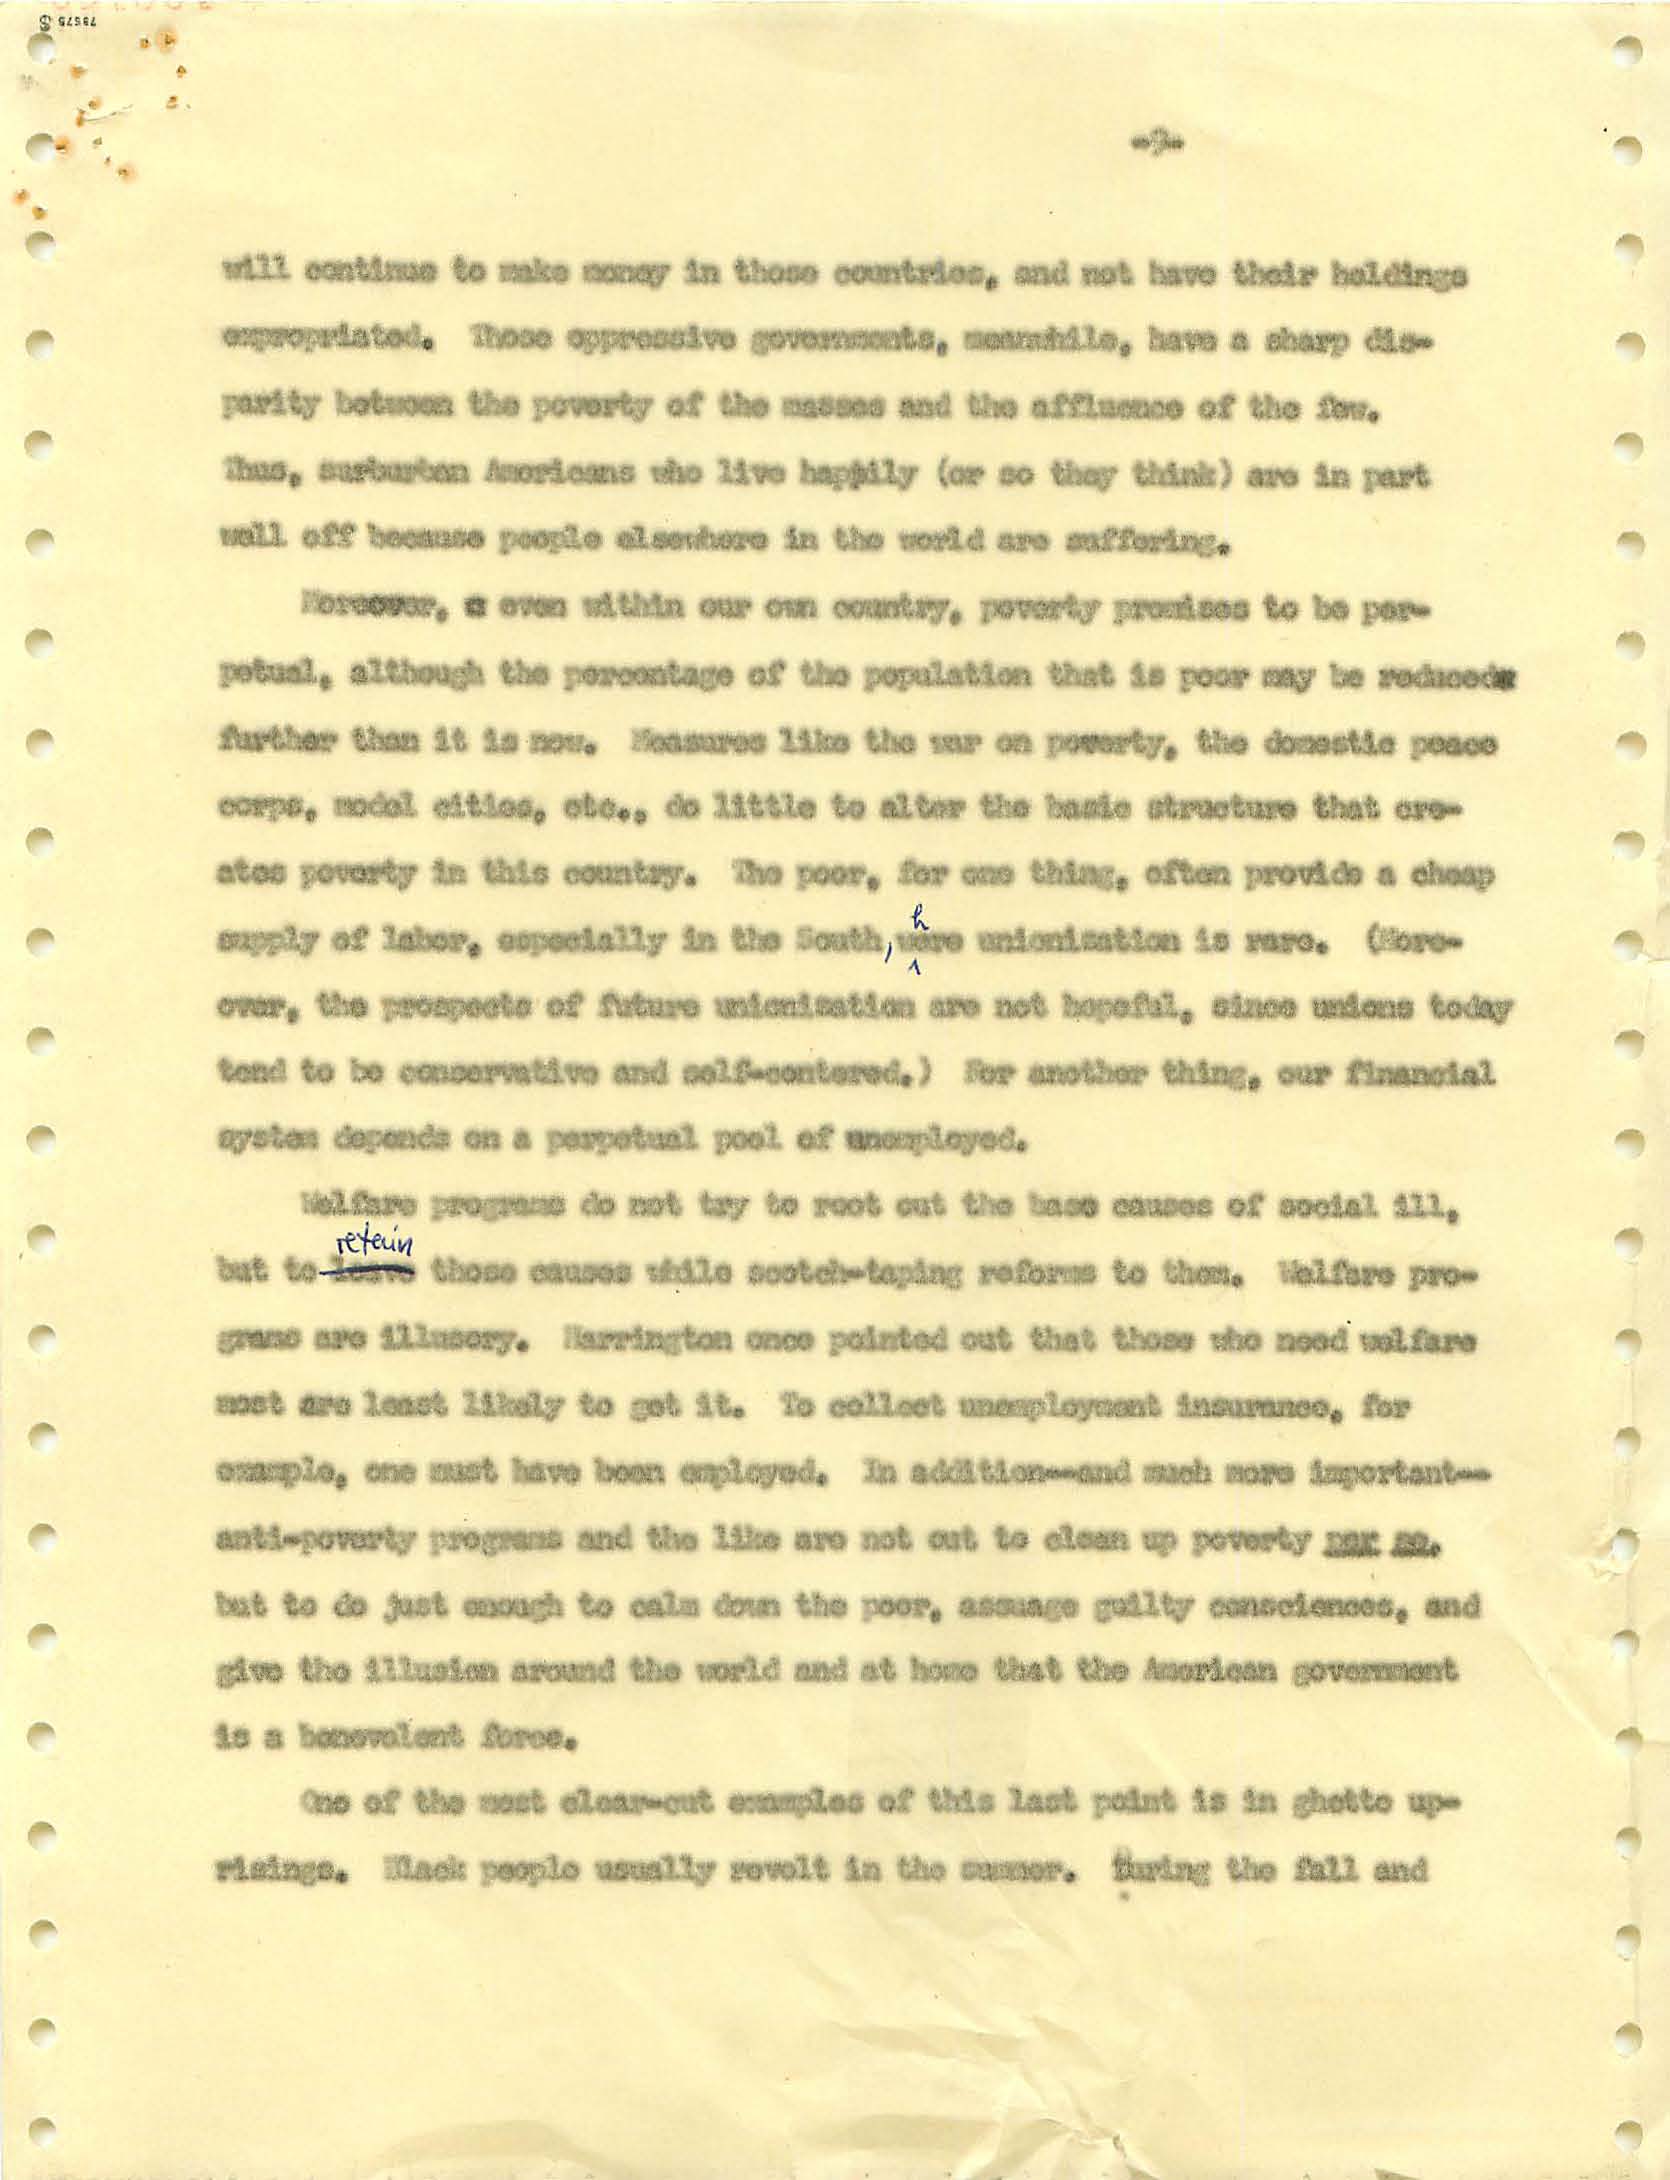 78575
-9-
will continue to make money in those countries, and not have their holdings
expropriated. Those oppressive governments, meanwhile, have a sharp dis-
parity between the poverty of the masses and the affluence of the few.
Thus, surburban Americans who live happily (or so they think) are in part
well off because people elsewhere in the world are suffering.
Moreover, even within our own country, poverty promises to be per-
petual, although the percentage of the population that is poor may be reduced
further than it is now. Measures like the war on poverty, the domestic peace
corps, model cities, etc., do little to alter the basic structure that cre-
ates poverty in this country. The poor, for one thing, often provide a cheap
supply of labor, especially in the South, where unionization is rare. (More-
over, the prospects of future unionization are not hopeful, since unions today
tend to be conservative and self-centered.) For another thing, our financial
system depends on a perpetual pool of unemployed.
Welfare programs do not try to root out the base causes of social ill,
retain
but to leave those causes while scotch-taping reforms to them. Welfare pro-
grams are illusory. Harrington once pointed out that those who need welfare
most are least likely to get it. To collect unemployment insurance, for
example, one must have been employed. In addition--and much more important--
anti-poverty programs and the like are not out to clean up poverty per se,
but to do just enough to calm down the poor, assuage guilty consciences, and
give the illusion around the world and at home that the American government
is a benevolent force.
One of the most clear-cut examples of this last point is in ghetto up-
risings. Black people usually revolt in the summer. During the fall and